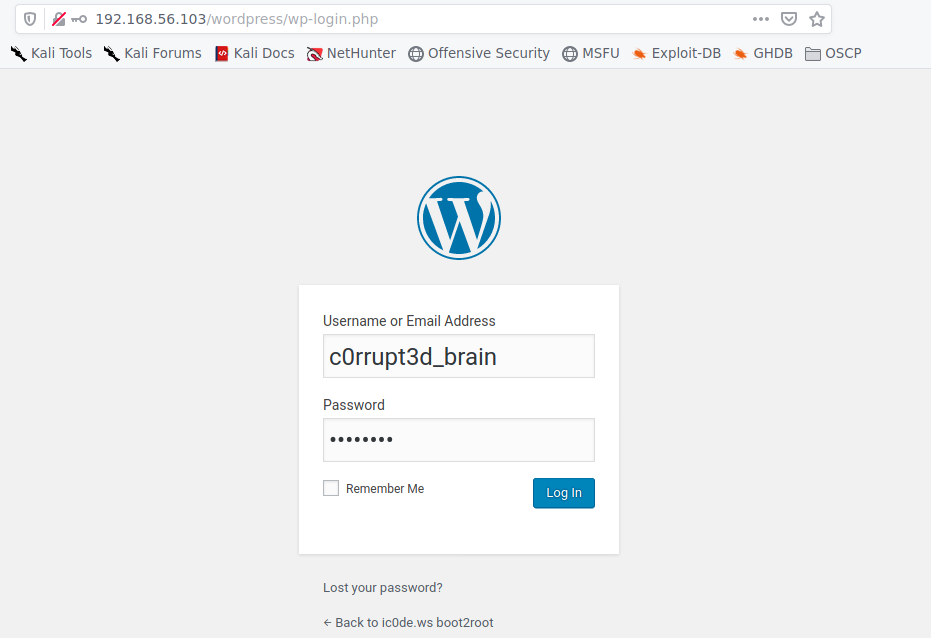 192.168.56.103/wordpress/wp-login.php
Kali Tools Kali Forums Kali Docs NetHunter Offensive Security MSFU Exploit-DB GHDB OSCP
Username or Email Address
c0rrupt3d_brain
Password
••••••••
Remember Me Log In
Lost your password?
← Back to ic0de.ws boot2root